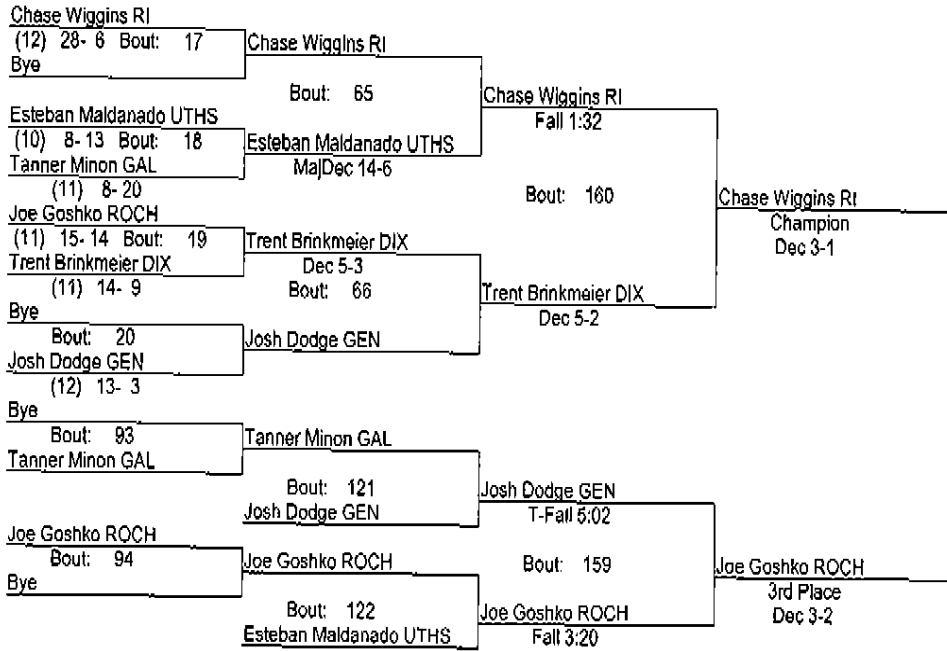 Chase Wiggins RI
(12) 28- 6 Bout: 17
Bye
Chase Wiggins RI
Bout: 65
Esteban Maldanado UTHS
(10) 8- 13 Bout: 18
Tanner Minon GAL
(11) 8- 20
Esteban Maldanado UTHS
MajDec 14-6
Chase Wiggins RI
Fall 1:32
Bout: 160
Joe Goshko ROCH
(11) 15- 14 Bout: 19
Trent Brinkmeier DIX
(11) 14- 9
Trent Brinkmeier DIX
Dec 5-3
Bout: 66
Bye
Bout: 20
Josh Dodge GEN
(12) 13- 3
Josh Dodge GEN
Trent Brinkmeier DIX
Dec 5-2
Chase Wiggins RI
Champion
Dec 3-1
Bye
Bout: 93
Tanner Minon GAL
Tanner Minon GAL
Bout: 121
Josh Dodge GEN
Josh Dodge GEN
T-Fall 5:02
Bout: 159
Joe Goshko ROCH
Bout: 94
Bye
Joe Goshko ROCH
Bout: 122
Esteban Maldanado UTHS
Joe Goshko ROCH
Fall 3:20
Joe Goshko ROCH
3rd Place
Dec 3-2